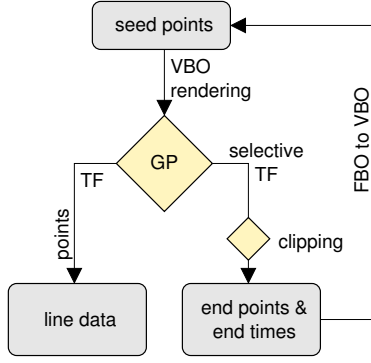 seed points
VBO
rendering
FBO to VBO
GP
selective
TF
TF
points
clipping
line data
end points &
end times